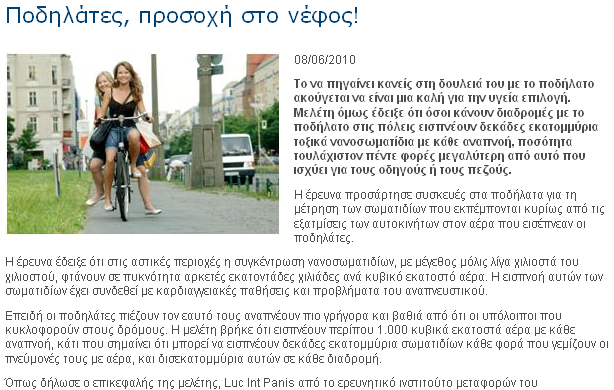 Ποδηλάτες, προσοχή στο νέφος!
08/06/2010
Το να πηγαίνει κανείς στη δουλειά του με το ποδήλατο
ακούγεται να είναι μια καλή για την υγεία επιλογή.
Μελέτη όμως έδειξε ότι όσοι κάνουν διαδρομές με το
ποδήλατο στις πόλεις εισπνέουν δεκάδες εκατομμύρια
τοξικά νανοσωματίδια με κάθε αναπνοή, ποσότητα
τουλάχιστον πέντε φορές μεγαλύτερη από αυτό που
ισχύει για τους οδηγούς ή τους πεζούς.
Η έρευνα προσάρτησε συσκευές στα ποδήλατα για τη
μέτρηση των σωματιδίων που εκπέμπονται κυρίως από τις
εξατμίσεις των αυτοκινήτων στον αέρα που εισέπνεαν οι
ποδηλάτες.
Η έρευνα έδειξε ότι στις αστικές περιοχές η συγκέντρωση νανοσωματιδίων, με μέγεθος μόλις λίγα χιλιοστά του
χιλιοστού, φτάνουν σε πυκνότητα αρκετές εκατοντάδες χιλιάδες ανά κυβικό εκατοστό αέρα. Η εισπνοή αυτών των
σωματιδίων έχει συνδεθεί με καρδιαγγειακές παθήσεις και προβλήματα του αναπνευστικού.
Επειδή οι ποδηλάτες πιέζουν τον εαυτό τους αναπνέουν πιο γρήγορα και βαθιά από ότι οι υπόλοιποι που
κυκλοφορούν στους δρόμους. Η μελέτη βρήκε ότι εισπνέουν περίπου 1.000 κυβικά εκατοστά αέρα με κάθε
αναπνοή, κάτι που σημαίνει ότι μπορεί να εισπνέουν δεκάδες εκατομμύρια σωματιδίων κάθε φορά που γεμίζουν οι
πνεύμονές τους με αέρα, και δισεκατομμύρια αυτών σε κάθε διαδρομή.
Όπως δήλωσε ο επικεφαλής της μελέτης, Luc Int Panis από το ερευνητικό ινστιτούτο μεταφορών του